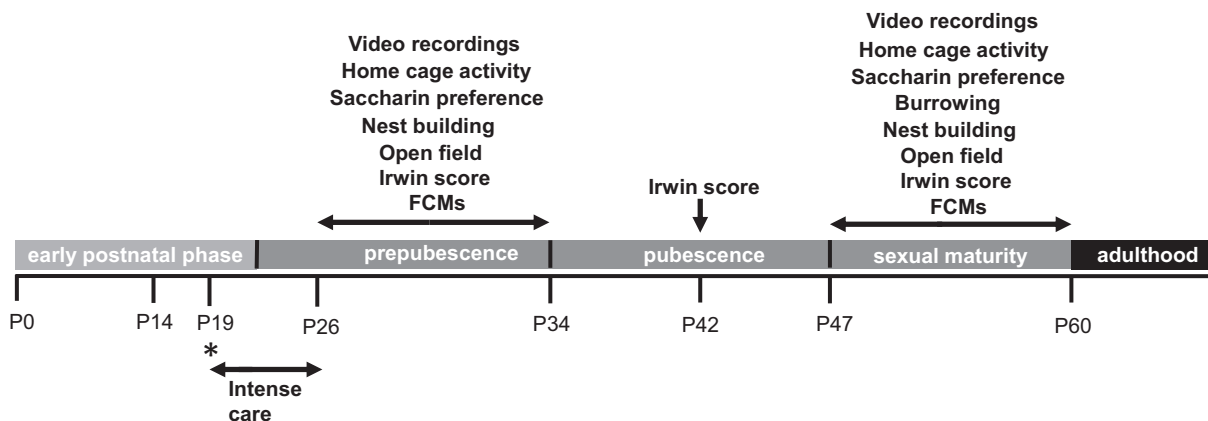 Video recordings
Home cage activity
Saccharin preference
Nest building
Open field
Irwin score
FCMs
Irwin score
Video recordings
Home cage activity
Saccharin preference
Burrowing
Nest building
Open field
Irwin score
FCMs
early postnatal phase
prepubescence
pubescence
sexual maturity
adulthood
P0
P14
P19
P26
P34
P42
P47
P60
*
Intense
care